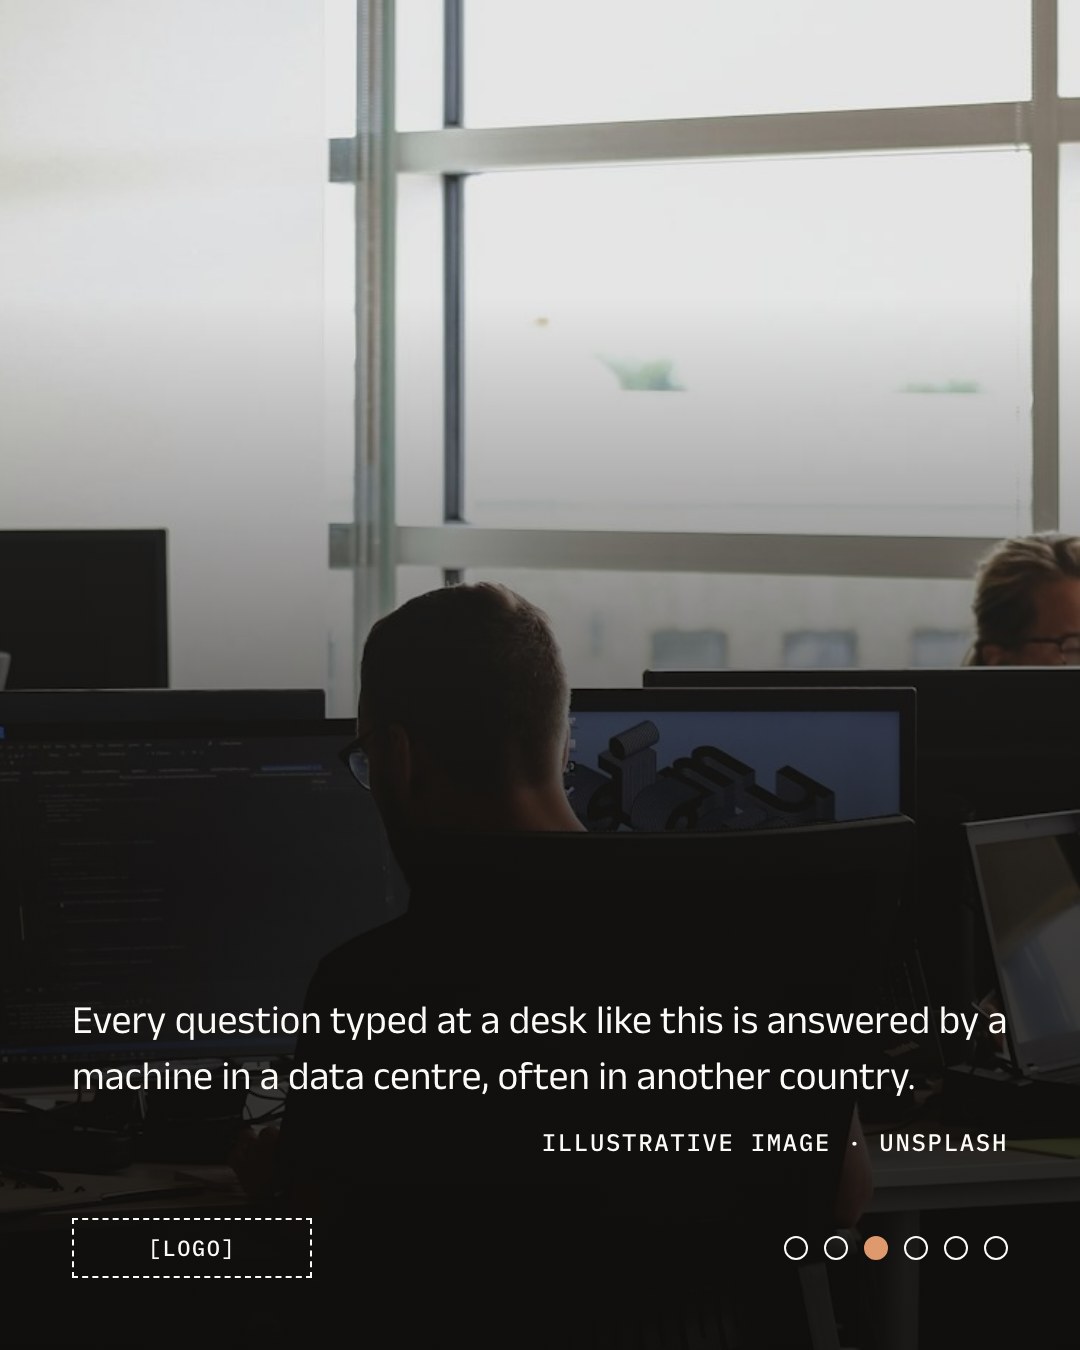 Every question typed at a desk like this is answered by a
machine in a data centre, often in another country.
ILLUSTRATIVE IMAGE · UNSPLASH
[LOGO]